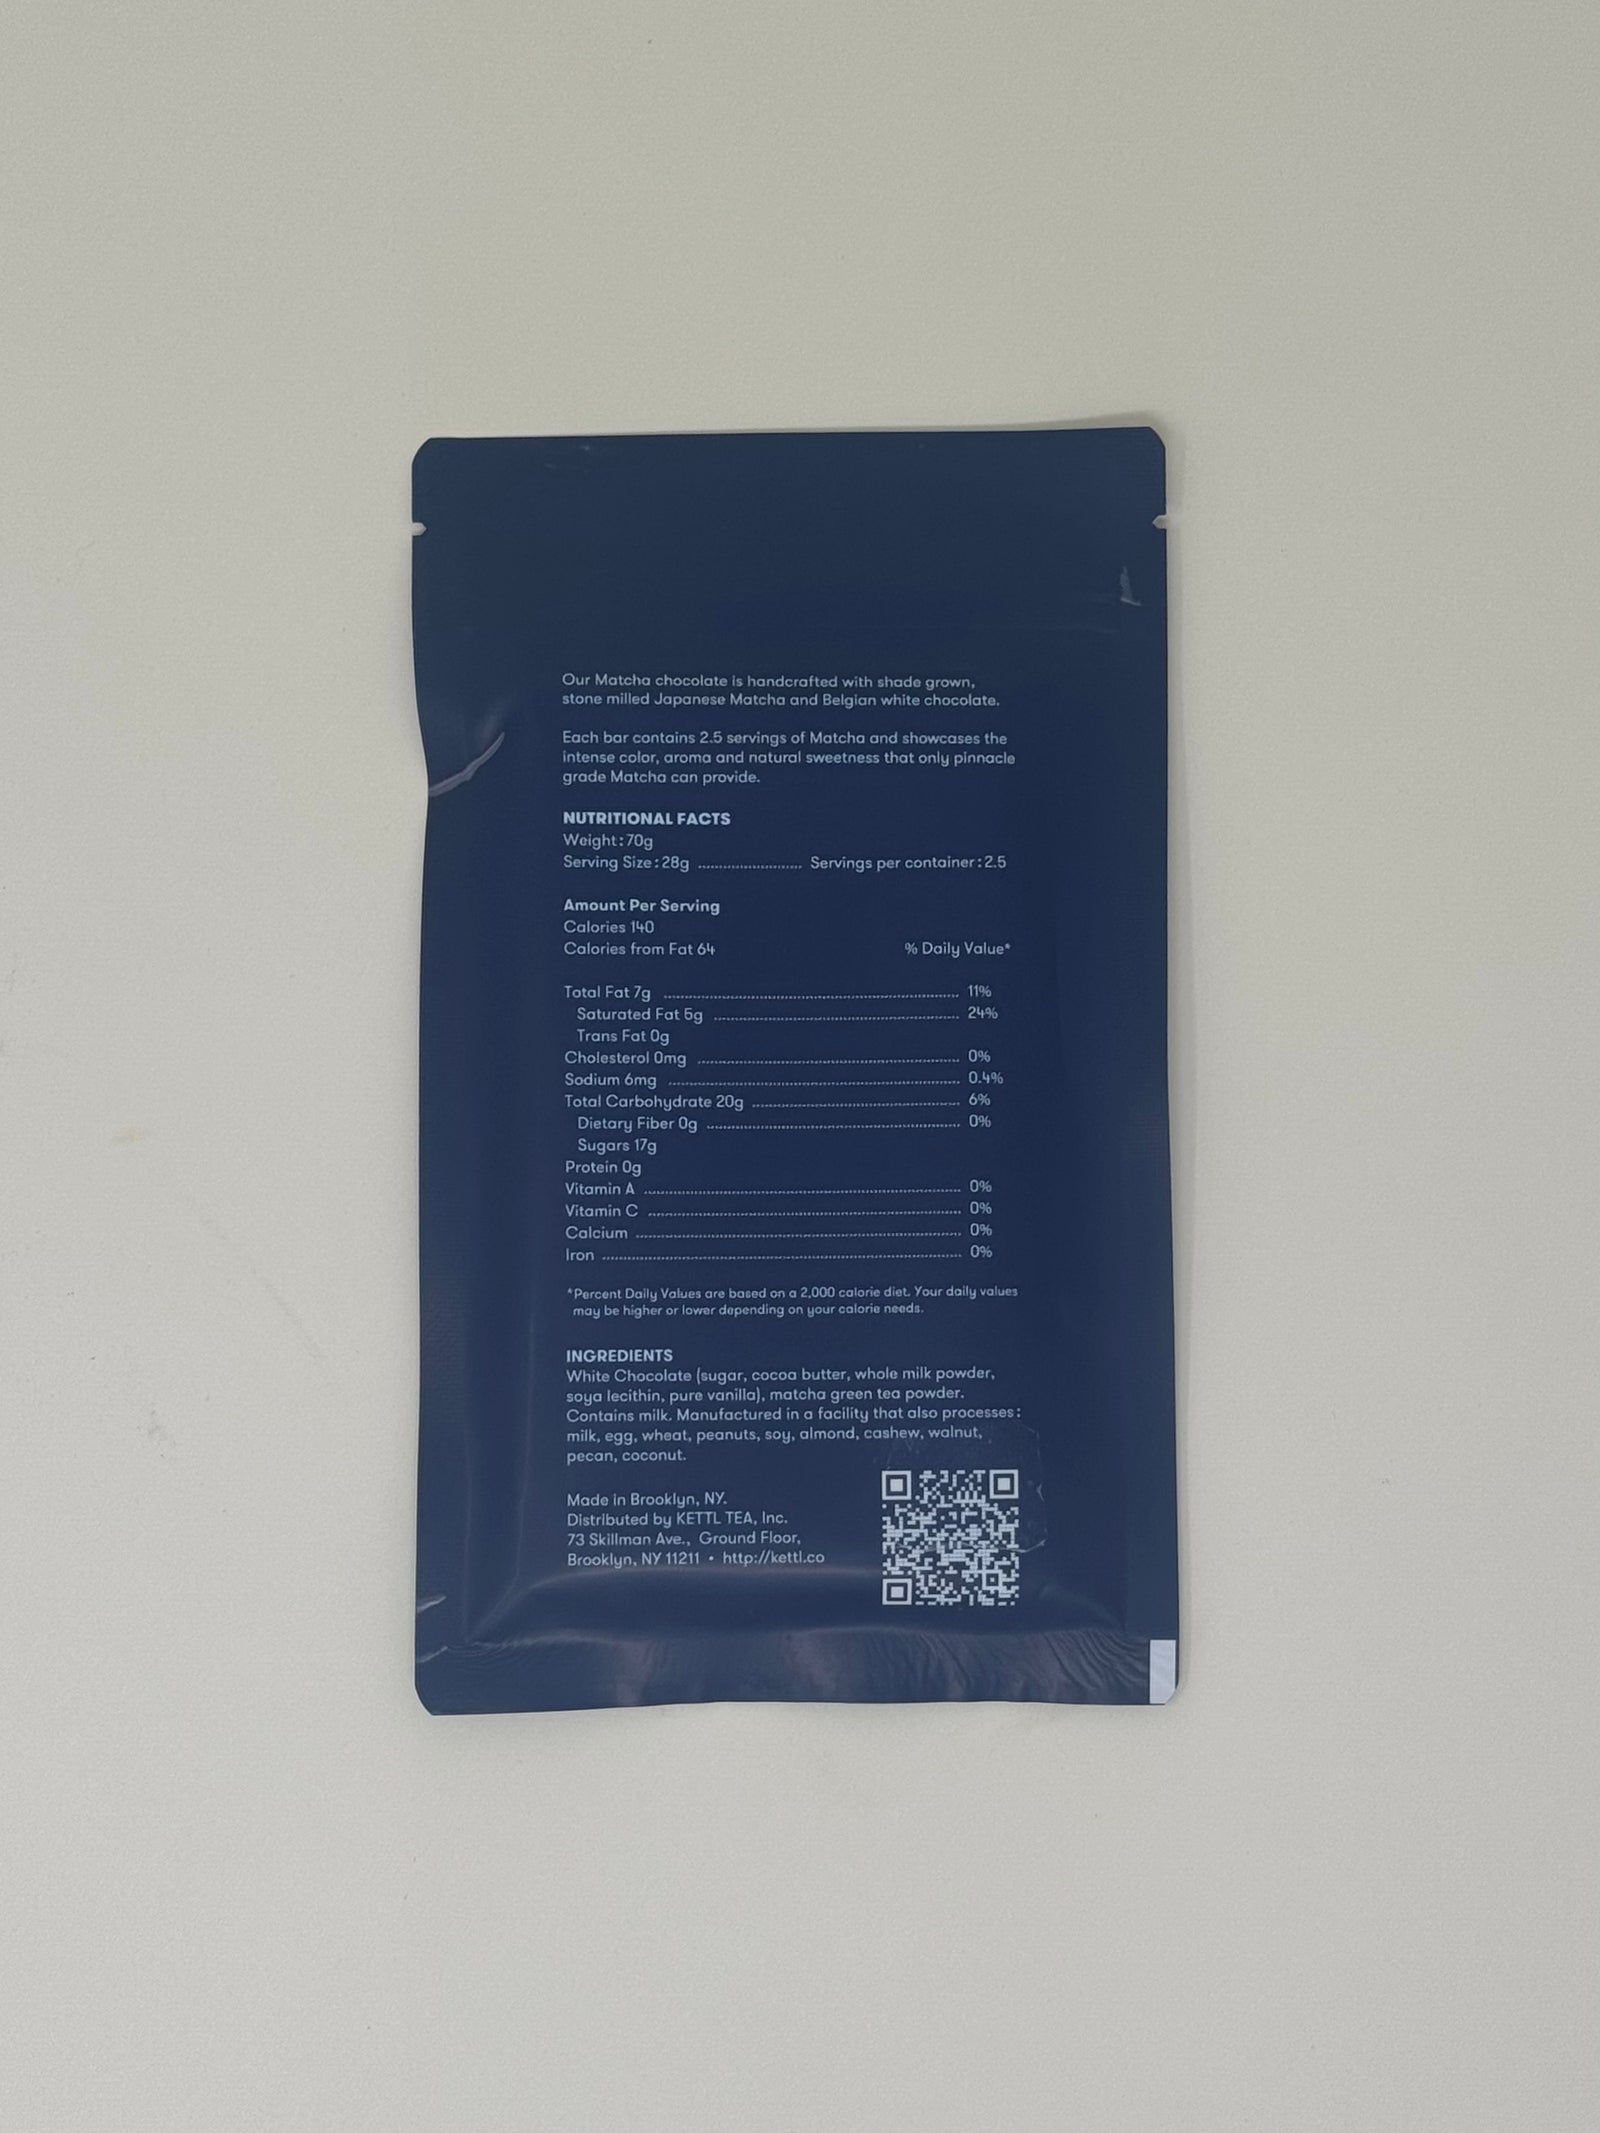 Our Matcha chocolate is handcrafted with shade grown,
stone milled Japanese Matcha and Belgian white chocolate.
Each bar contains 2.5 servings of Matcha and showcases the
intense color, aroma and natural sweetness that only pinnacle
grade Matcha can provide.
NUTRITIONAL FACTS
Weight: 70g
Serving Size: 28g ........................ Servings per container: 2.5
Amount Per Serving
Calories 140
Calories from Fat 64 % Daily Value*
Total Fat 7g ........................ 11%
Saturated Fat 5g ........................ 24%
Trans Fat 0g
Cholesterol 0mg ........................ 0%
Sodium 6mg ........................ 0.4%
Total Carbohydrate 20g ........................ 6%
Dietary Fiber 0g ........................ 0%
Sugars 17g
Protein 0g
Vitamin A ........................ 0%
Vitamin C ........................ 0%
Calcium ........................ 0%
Iron ........................ 0%
*Percent Daily Values are based on a 2,000 calorie diet. Your daily values
may be higher or lower depending on your calorie needs.
INGREDIENTS
White Chocolate (sugar, cocoa butter, whole milk powder,
soya lecithin, pure vanilla), matcha green tea powder.
Contains milk. Manufactured in a facility that also processes:
milk, egg, wheat, peanuts, soy, almond, cashew, walnut,
pecan, coconut.
Made in Brooklyn, NY.
Distributed by KETTL TEA, Inc.
73 Skillman Ave., Ground Floor,
Brooklyn, NY 11211 • http://kettl.co